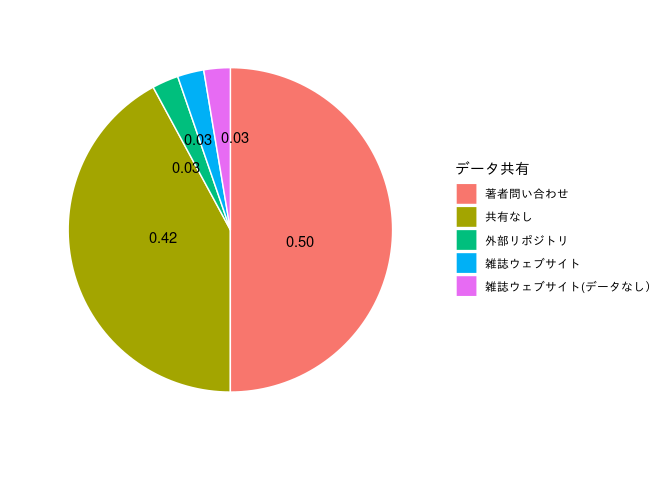 0.03
0.03
0.03
0.42
0.50
データ共有
著者問い合わせ
共有なし
外部リポジトリ
雑誌ウェブサイト
雑誌ウェブサイト(データなし)